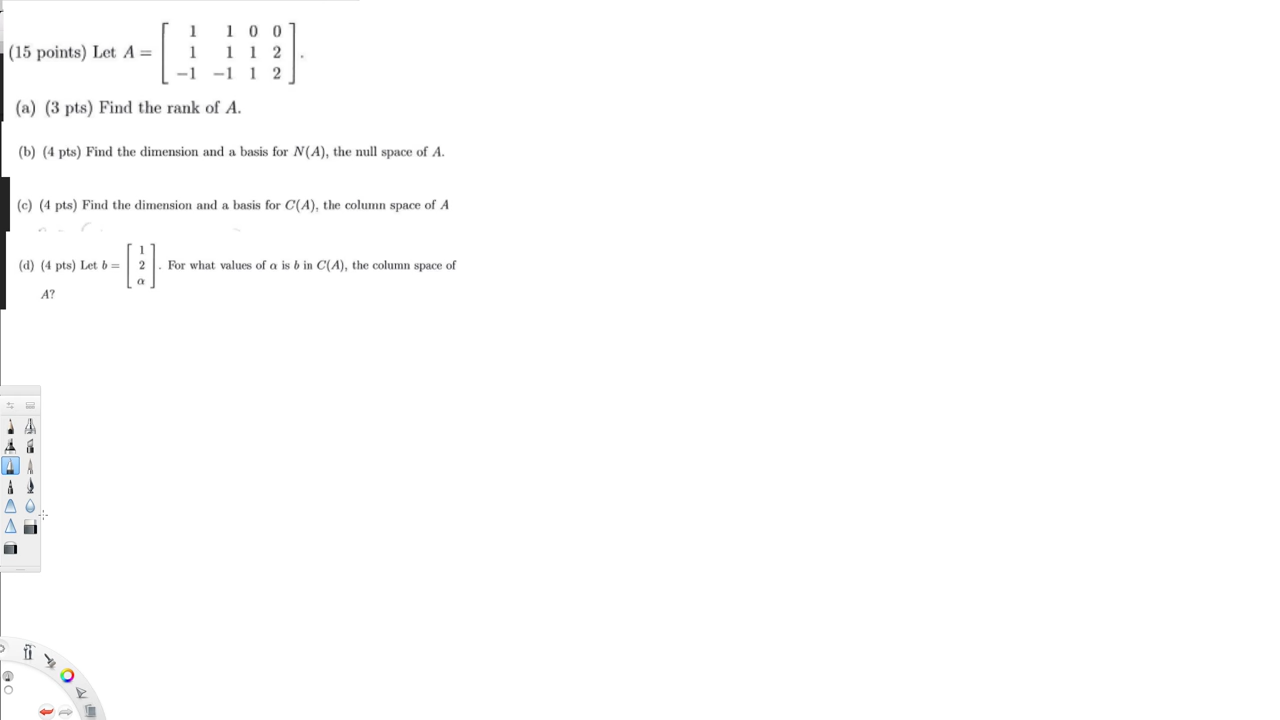 (15 points) Let A = [ 1 1 0 0
1 1 1 2
−1 −1 1 2 ].
(a) (3 pts) Find the rank of A.
(b) (4 pts) Find the dimension and a basis for N(A), the null space of A.
(c) (4 pts) Find the dimension and a basis for C(A), the column space of A
(d) (4 pts) Let b = [ 1 2 α ]. For what values of α is b in C(A), the column space of
A?